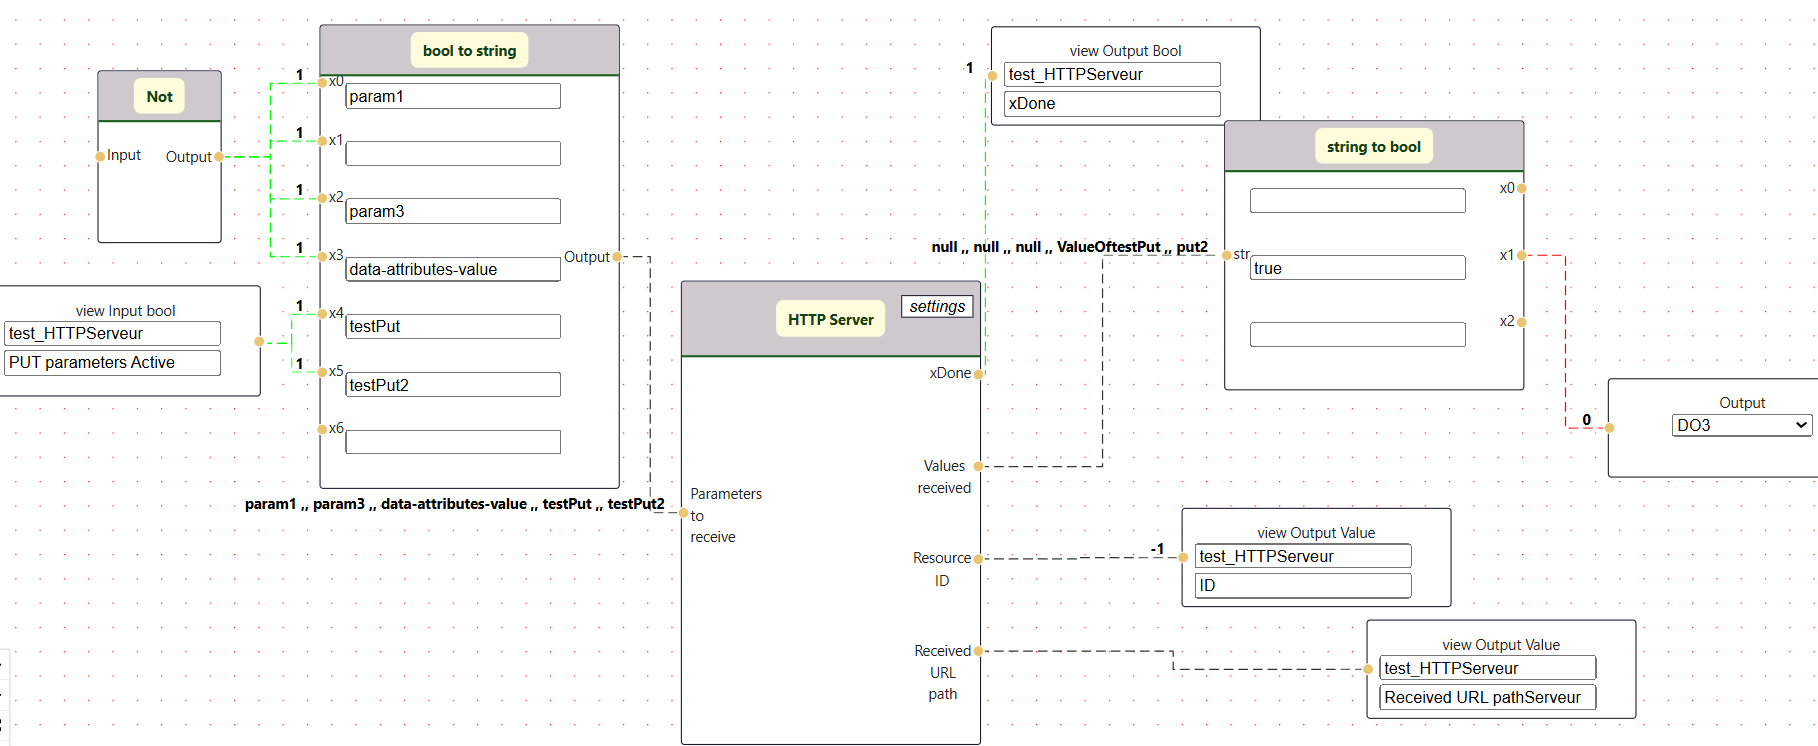 Not
Input
Output
bool to string
1
x0
param1
1
x1
1
x2
param3
1
x3
data-attributes-value
Output
1
x4
testPut
1
x5
testPut2
x6
view Input bool
test_HTTPServeur
PUT parameters Active
param1 ,, param3 ,, data-attributes-value ,, testPut ,, testPut2
HTTP Server
settings
Parameters
to
receive
xDone
Values
received
Resource
ID
Received
URL
path
1
view Output Bool
test_HTTPServeur
xDone
string to bool
null ,, null ,, null ,, ValueOftestPut ,, put2
str
true
x0
x1
x2
0
Output
DO3
-1
view Output Value
test_HTTPServeur
ID
view Output Value
test_HTTPServeur
Received URL pathServeur